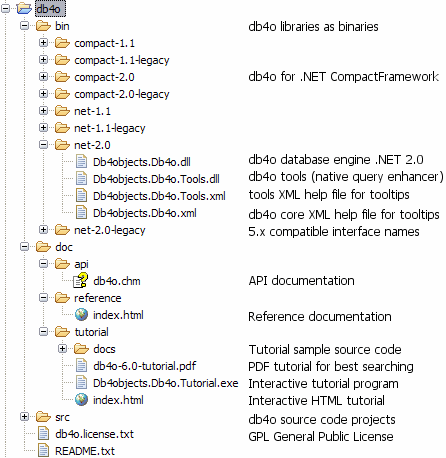 db4o
bin db4o libraries as binaries
compact-1.1
compact-1.1-legacy
compact-2.0 db4o for .NET CompactFramework
compact-2.0-legacy
net-1.1
net-1.1-legacy
net-2.0
Db4objects.Db4o.dll db4o database engine .NET 2.0
Db4objects.Db4o.Tools.dll db4o tools (native query enhancer)
Db4objects.Db4o.Tools.xml tools XML help file for tooltips
Db4objects.Db4o.xml db4o core XML help file for tooltips
net-2.0-legacy 5.x compatible interface names
doc
api
db4o.chm API documentation
reference
index.html Reference documentation
tutorial
docs Tutorial sample source code
db4o-6.0-tutorial.pdf PDF tutorial for best searching
Db4objects.Db4o.Tutorial.exe Interactive tutorial program
index.html Interactive HTML tutorial
src db4o source code projects
db4o.license.txt GPL General Public License
README.txt